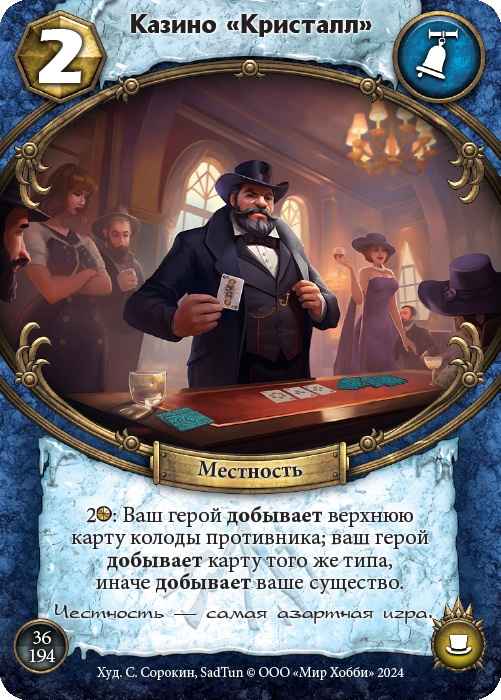 Казино «Кристалл»
2
Местность
2: Ваш герой добывает верхнюю
карту колоды противника; ваш герой
добывает карту того же типа,
иначе добывает ваше существо.
Честность — самая азартная игра.
36
194
Худ. С. Сорокин, SadTun © ООО «Мир Хобби» 2024